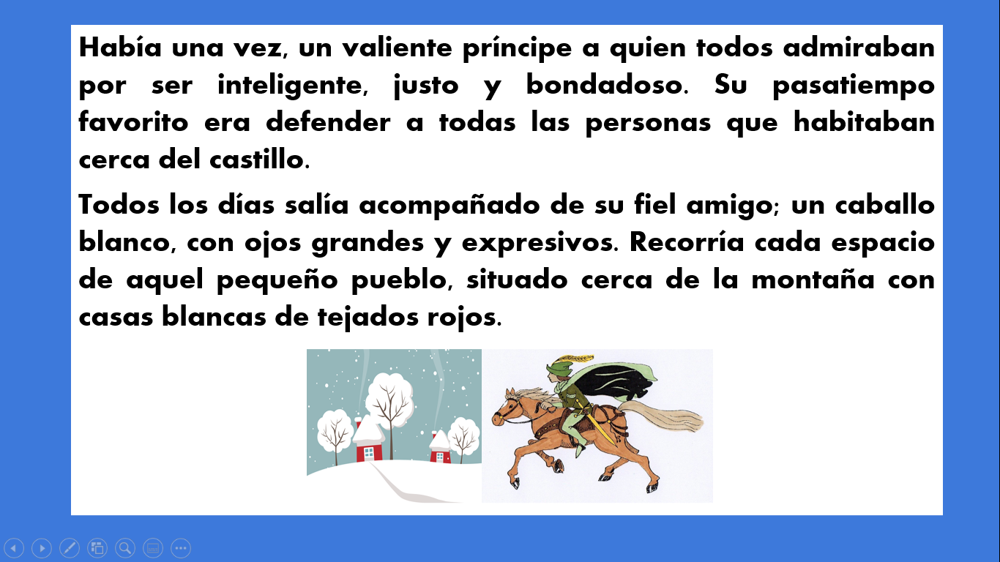 Había una vez, un valiente príncipe a quien todos admiraban
por ser inteligente, justo y bondadoso. Su pasatiempo
favorito era defender a todas las personas que habitaban
cerca del castillo.
Todos los días salía acompañado de su fiel amigo; un caballo
blanco, con ojos grandes y expresivos. Recorría cada espacio
de aquel pequeño pueblo, situado cerca de la montaña con
casas blancas de tejados rojos.